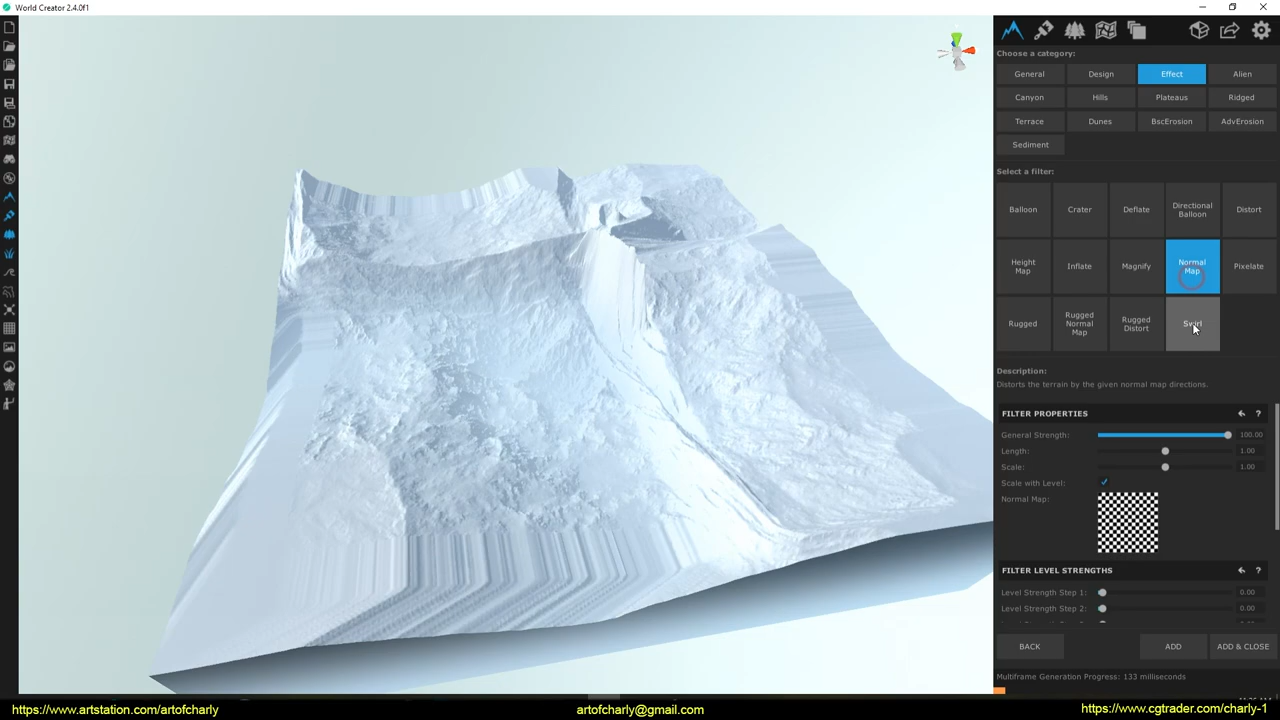 World Creator 2.4.0f1
Choose a category:
General Design Effect Alien
Canyon Hills Plateaus Ridged
Terrace Dunes BscErosion AdvErosion
Sediment
Select a filter:
Balloon Crater Deflate Directional Balloon Distort
Height Map Inflate Magnify Normal Map Pixelate
Rugged Rugged Normal Map Rugged Distort Swirl
Description:
Distorts the terrain by the given normal map directions.
FILTER PROPERTIES ?
General Strength: 100.00
Length: 1.00
Scale: 1.00
Scale with Level:
Normal Map:
FILTER LEVEL STRENGTHS ?
Level Strength Step 1: 0.00
Level Strength Step 2: 0.00
BACK ADD ADD & CLOSE
Multiframe Generation Progress: 133 milliseconds
https://www.artstation.com/artofcharly artofcharly@gmail.com https://www.cgtrader.com/charly-1